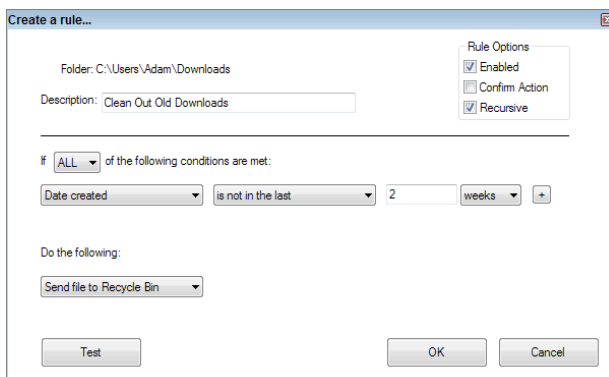 Create a rule...
Rule Options
Folder: C:\Users\Adam\Downloads
Enabled
Confirm Action
Description: Clean Out Old Downloads
Recursive
If ALL of the following conditions are met:
Date created is not in the last 2 weeks +
Do the following:
Send file to Recycle Bin
Test OK Cancel